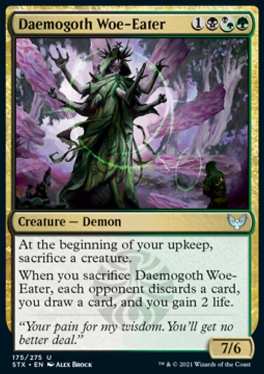 Daemogoth Woe-Eater 1
Creature — Demon
At the beginning of your upkeep,
sacrifice a creature.
When you sacrifice Daemogoth Woe-
Eater, each opponent discards a card,
you draw a card, and you gain 2 life.
"Your pain for my wisdom. You'll get no
better deal."
7/6
175/275 U
STX • EN ALEX BROCK
™ & © 2021 Wizards of the Coast